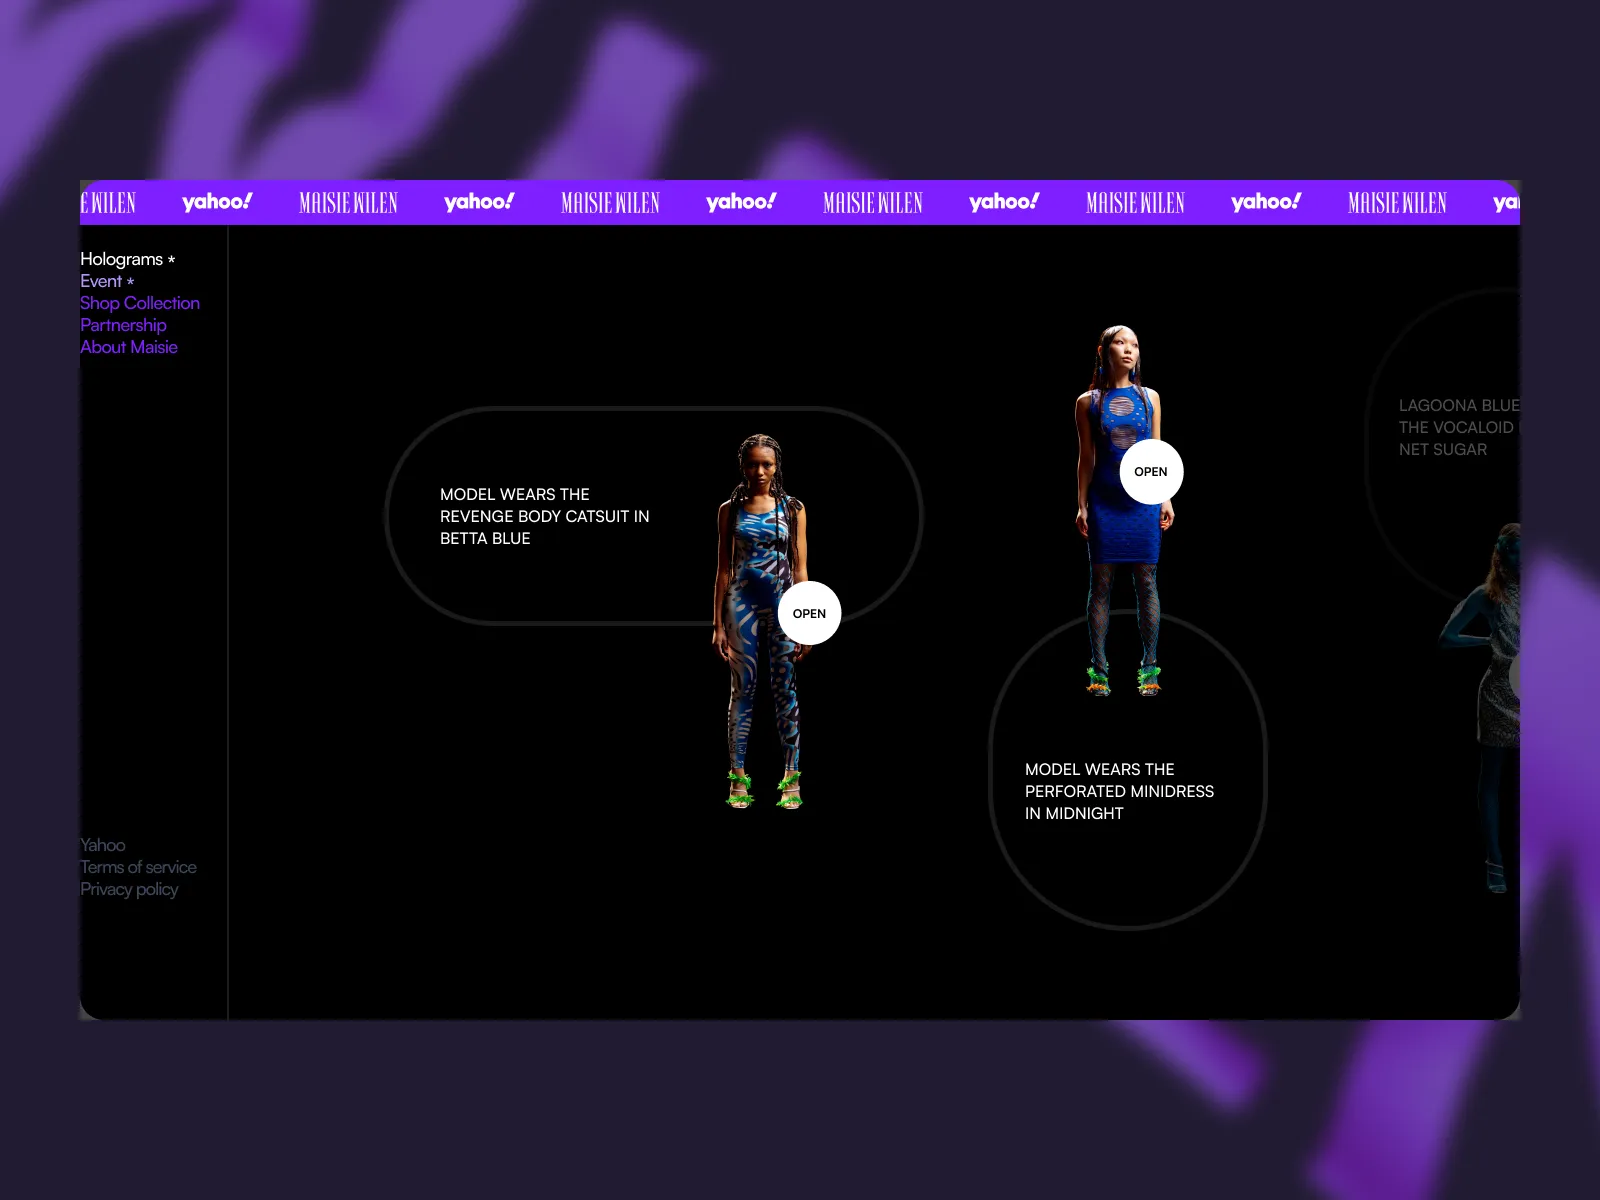 E WILEN yahoo! MAISIE WILEN yahoo! MAISIE WILEN yahoo! MAISIE WILEN yahoo! MAISIE WILEN yahoo! MAISIE WILEN ya
Holograms *
Event *
Shop Collection
Partnership
About Maisie
MODEL WEARS THE
REVENGE BODY CATSUIT IN
BETTA BLUE
OPEN
OPEN
MODEL WEARS THE
PERFORATED MINIDRESS
IN MIDNIGHT
LAGOONA BLUE
THE VOCALOID
NET SUGAR
Yahoo
Terms of service
Privacy policy